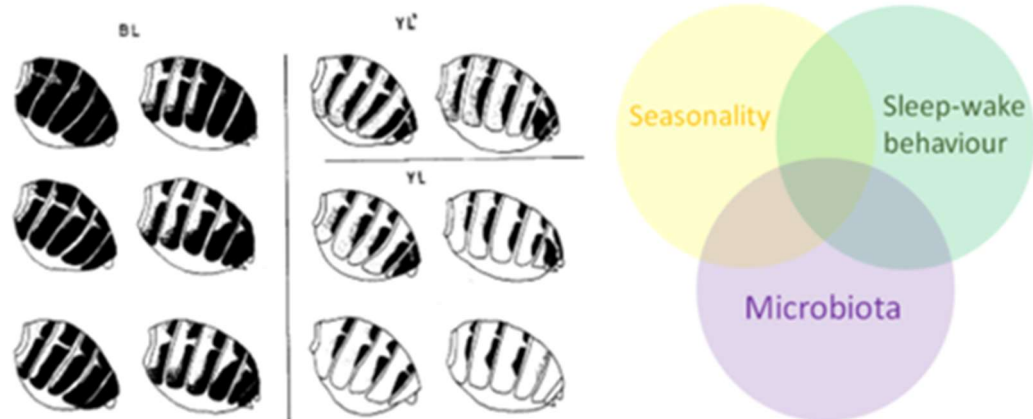 BL
YL⁺
YL
Seasonality
Sleep-wake
behaviour
Microbiota